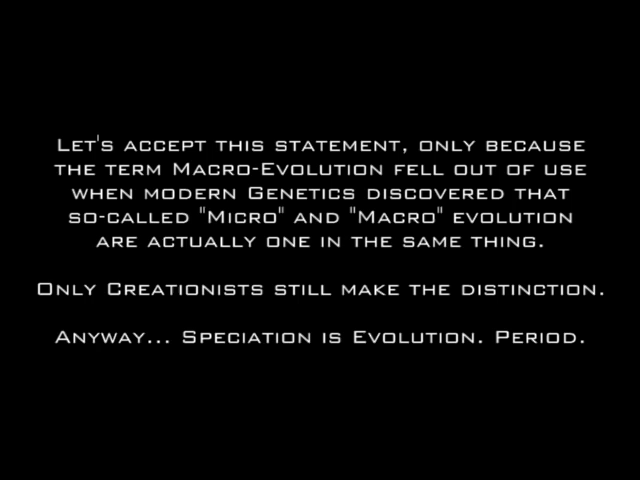 Let's accept this statement, only because
the term Macro-Evolution fell out of use
when modern Genetics discovered that
so-called "Micro" and "Macro" evolution
are actually one in the same thing.
Only Creationists still make the distinction.
Anyway... Speciation is Evolution. Period.